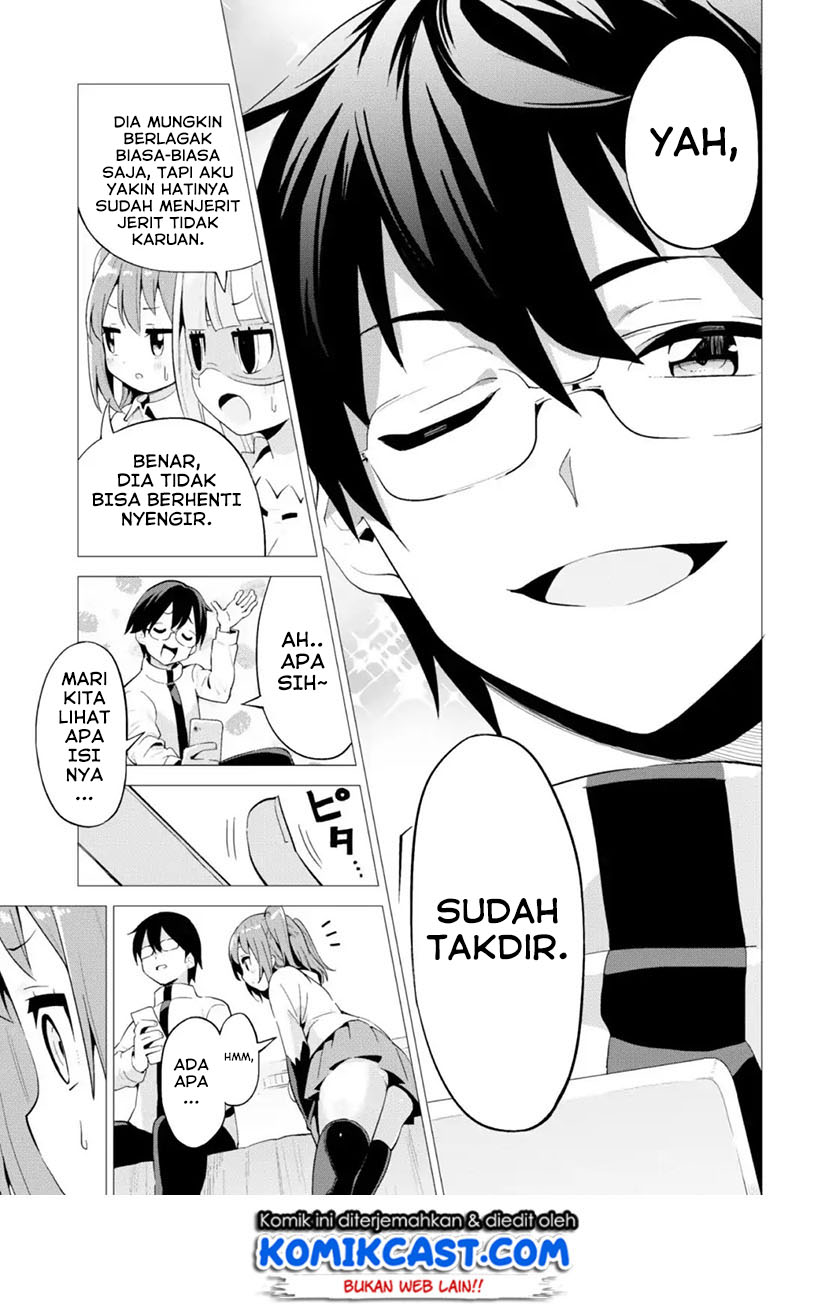 YAH,
SUDAH
TAKDIR.
DIA MUNGKIN
BERLAGAK
BIASA-BIASA
SAJA, TAPI AKU
YAKIN HATINYA
SUDAH MENJERIT
JERIT TIDAK
KARUAN.
BENAR,
DIA TIDAK
BISA BERHENTI
NYENGIR.
AH..
APA
SIH~
MARI
KITA
LIHAT
APA
ISI
NYA
...
ピタ...
HMM,
ADA
APA
...
Komik ini diterjemahkan & diedit oleh
KOMIKCAST.COM
BUKAN WEB LAIN!!